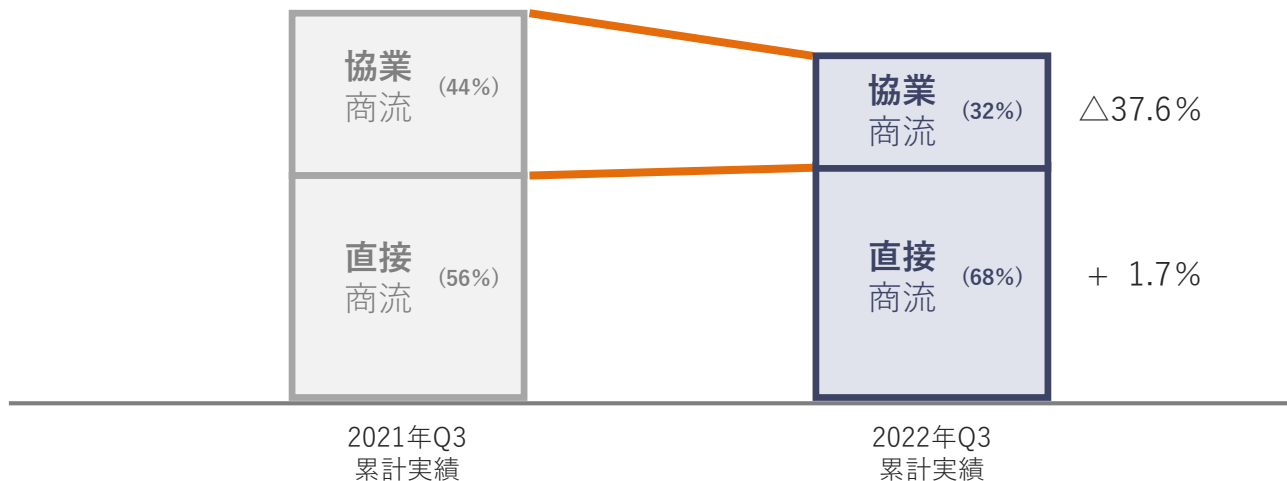 協業
商流
(44%)
直接
商流
(56%)
協業
商流
(32%)
直接
商流
(68%)
△37.6%
+ 1.7%
2021年Q3
累計実績
2022年Q3
累計実績